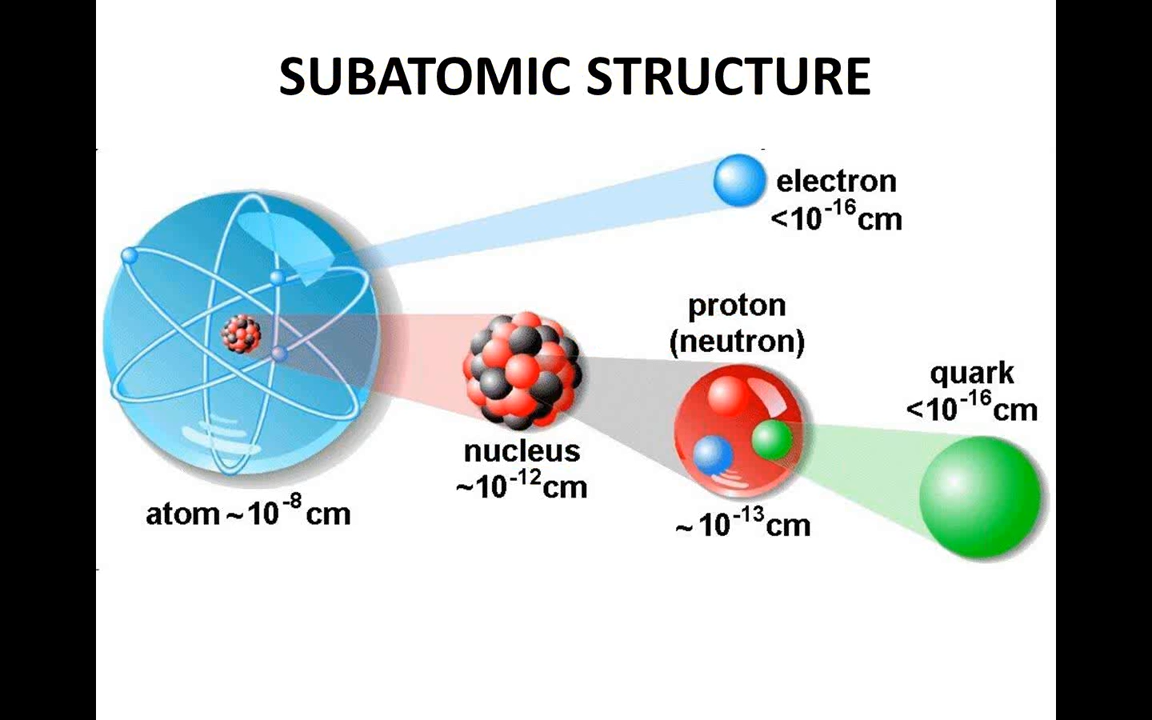 SUBATOMIC STRUCTURE
electron
<10⁻¹⁶cm
proton
(neutron)
quark
<10⁻¹⁶cm
nucleus
~10⁻¹²cm
atom ~10⁻⁸ cm
~10⁻¹³cm